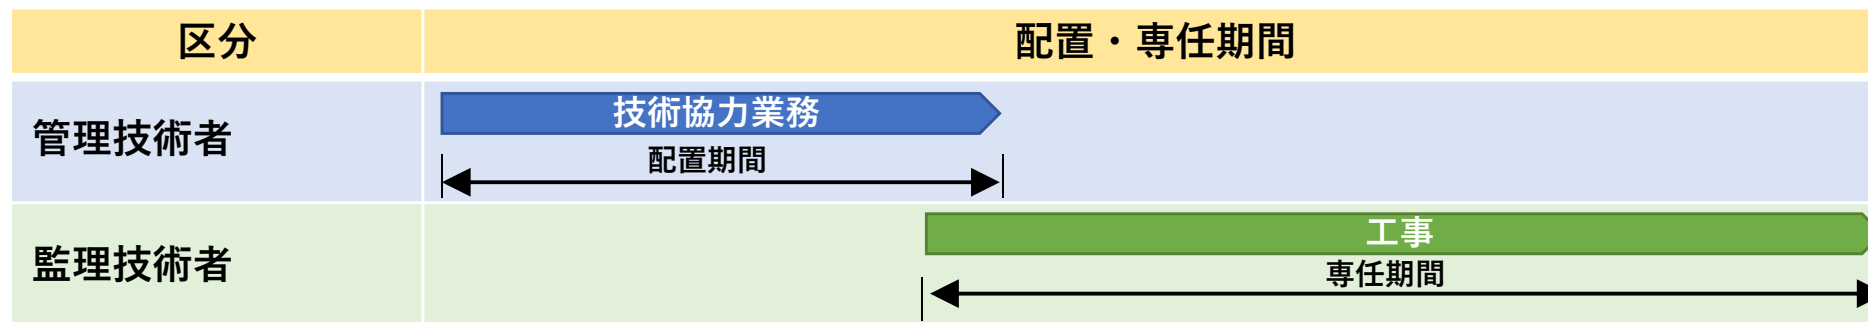 区分
配置・専任期間
管理技術者
技術協力業務
配置期間
監理技術者
工事
専任期間